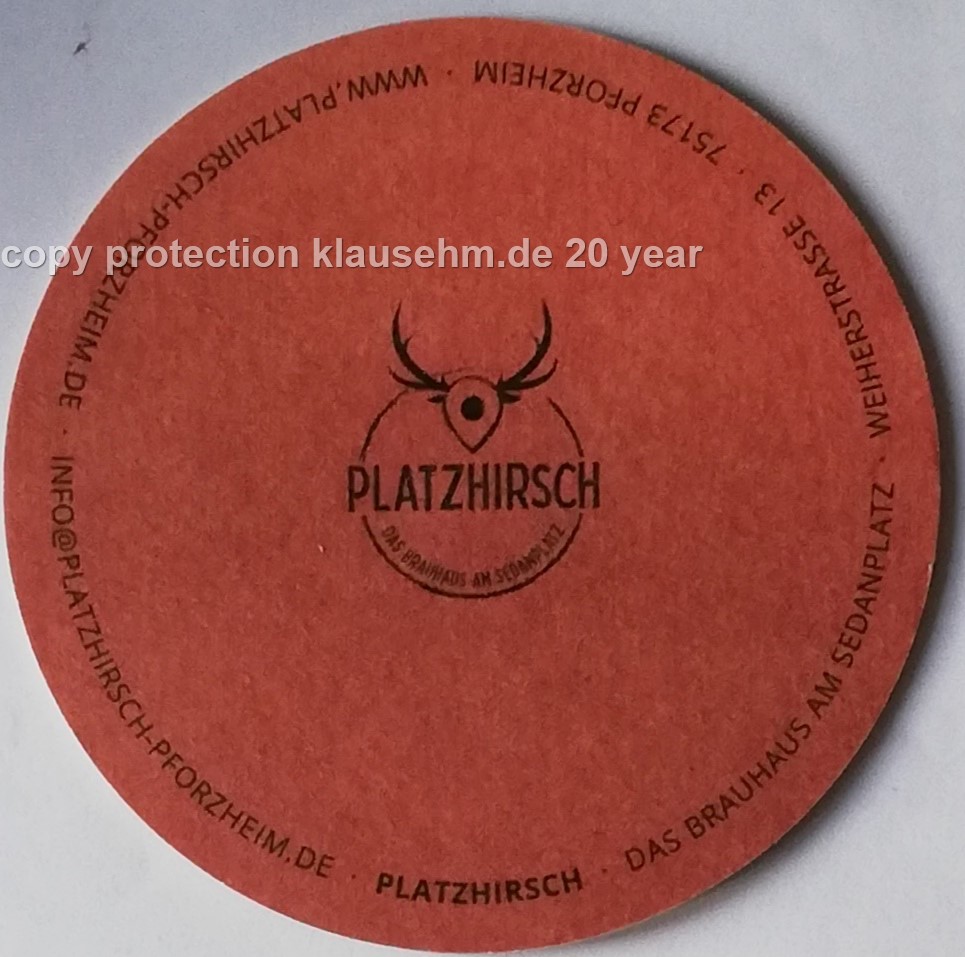 copy protection klausehm.de 20 year
PLATZHIRSCH
DAS BRAUHAUS AM SEDANPLATZ
PLATZHIRSCH · DAS BRAUHAUS AM SEDANPLATZ · WEIHERSTRASSE 13 · 75173 PFORZHEIM · WWW.PLATZHIRSCH-PFORZHEIM.DE · INFO@PLATZHIRSCH-PFORZHEIM.DE ·